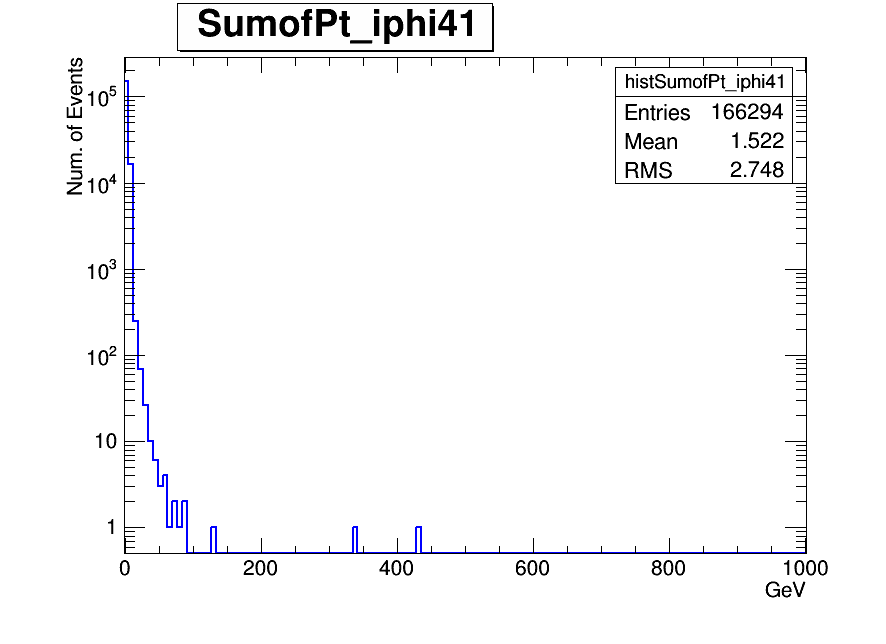 SumofPt_iphi41
Num. of Events
histSumofPt_iphi41
Entries 166294
Mean 1.522
RMS 2.748
10^5
10^4
10^3
10^2
10
1
0 200 400 600 800 1000
GeV